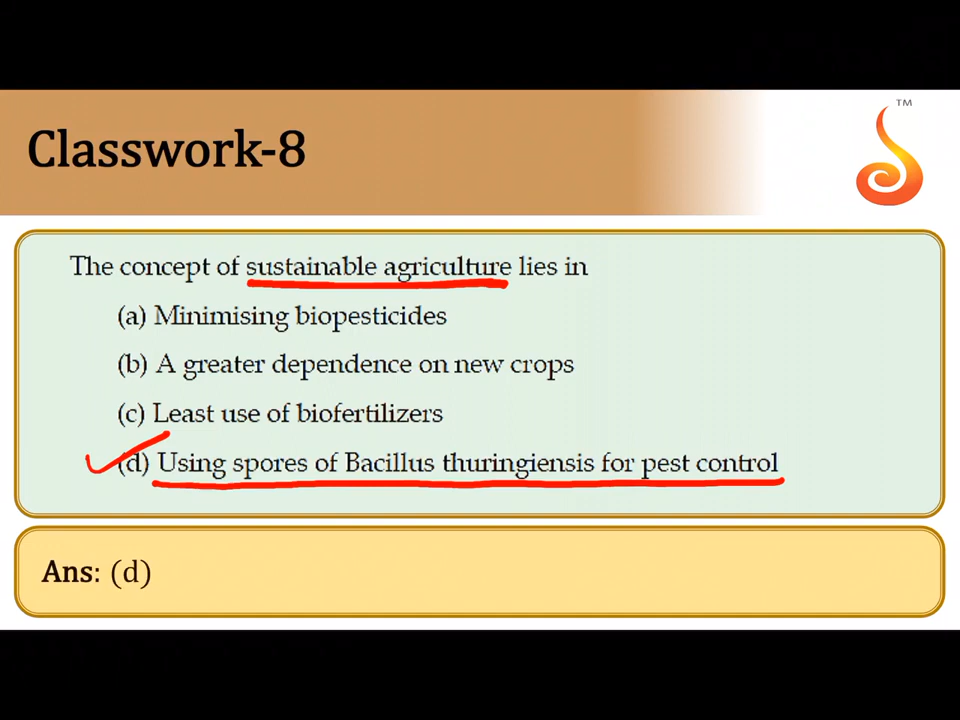 TM
Classwork-8
The concept of sustainable agriculture lies in
(a) Minimising biopesticides
(b) A greater dependence on new crops
(c) Least use of biofertilizers
(d) Using spores of Bacillus thuringiensis for pest control
Ans: (d)